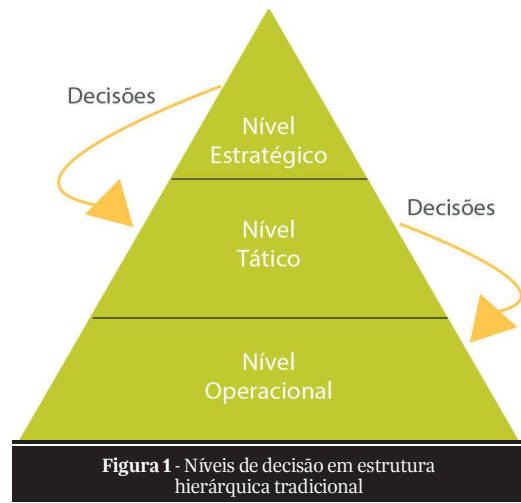 Decisões
Nível
Estratégico
Decisões
Nível
Tático
Nível
Operacional
Figura 1 - Níveis de decisão em estrutura
hierárquica tradicional